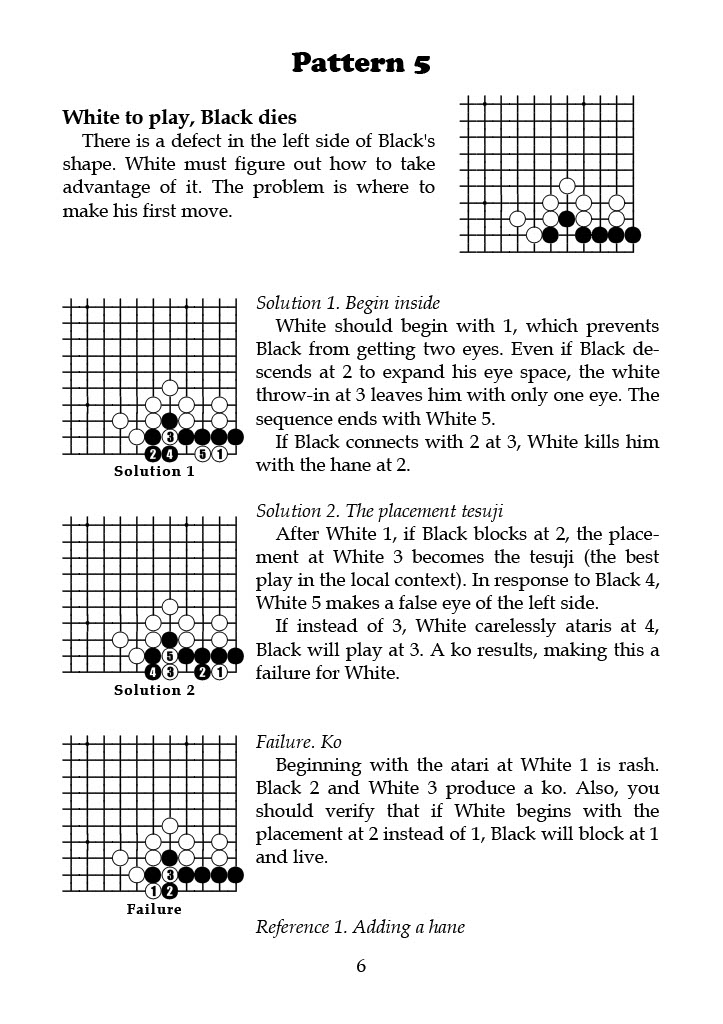 Pattern 5
White to play, Black dies
There is a defect in the left side of Black's
shape. White must figure out how to take
advantage of it. The problem is where to
make his first move.
Solution 1. Begin inside
White should begin with 1, which prevents
Black from getting two eyes. Even if Black de-
scends at 2 to expand his eye space, the white
throw-in at 3 leaves him with only one eye. The
sequence ends with White 5.
If Black connects with 2 at 3, White kills him
with the hane at 2.
3
2 4 5 1
Solution 1
Solution 2. The placement tesuji
After White 1, if Black blocks at 2, the place-
ment at White 3 becomes the tesuji (the best
play in the local context). In response to Black 4,
White 5 makes a false eye of the left side.
If instead of 3, White carelessly ataris at 4,
Black will play at 3. A ko results, making this a
failure for White.
5
4 3 2 1
Solution 2
Failure. Ko
Beginning with the atari at White 1 is rash.
Black 2 and White 3 produce a ko. Also, you
should verify that if White begins with the
placement at 2 instead of 1, Black will block at 1
and live.
3
1 2
Failure
Reference 1. Adding a hane
6